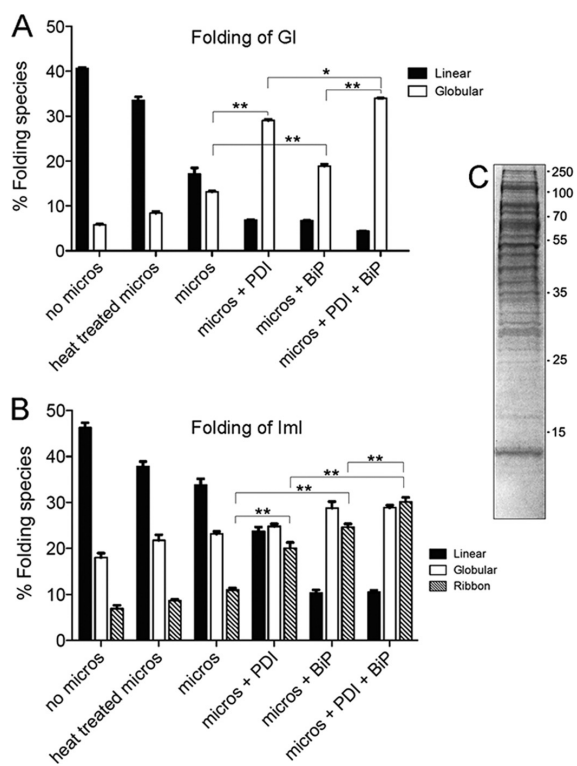 A
Folding of GI
% Folding species
50
40
30
20
10
0
Linear
Globular
**
**
*
**
no micros
heat treated micros
micros
micros + PDI
micros + BiP
micros + PDI + BiP
B
Folding of ImI
% Folding species
50
40
30
20
10
0
Linear
Globular
Ribbon
**
**
**
**
no micros
heat treated micros
micros
micros + PDI
micros + BiP
micros + PDI + BiP
C
250
100
70
55
35
25
15